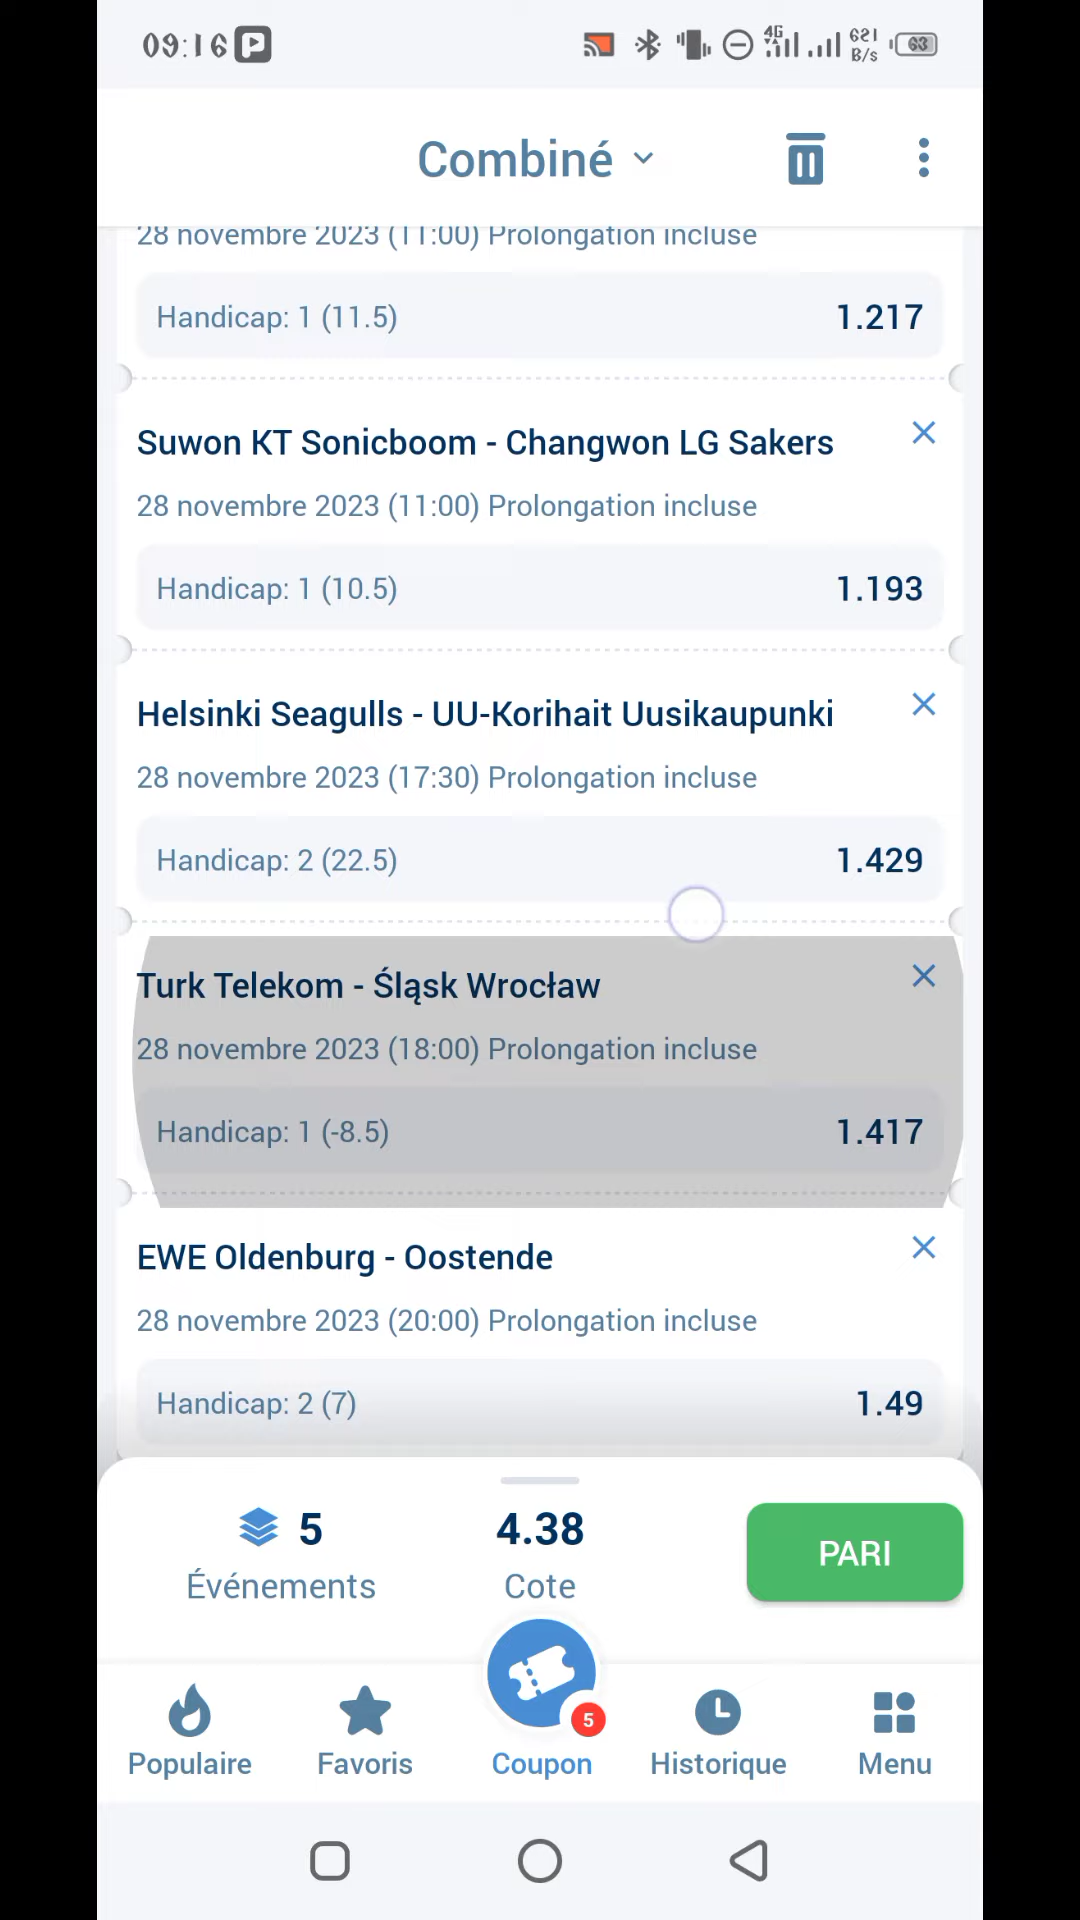 09:16
4G
621
B/s
63
Combiné
28 novembre 2023 (11:00) Prolongation incluse
Handicap: 1 (11.5) 1.217
Suwon KT Sonicboom - Changwon LG Sakers
28 novembre 2023 (11:00) Prolongation incluse
Handicap: 1 (10.5) 1.193
Helsinki Seagulls - UU-Korihait Uusikaupunki
28 novembre 2023 (17:30) Prolongation incluse
Handicap: 2 (22.5) 1.429
Turk Telekom - Śląsk Wrocław
28 novembre 2023 (18:00) Prolongation incluse
Handicap: 1 (-8.5) 1.417
EWE Oldenburg - Oostende
28 novembre 2023 (20:00) Prolongation incluse
Handicap: 2 (7) 1.49
5 4.38 PARI
Événements Cote
5
Populaire Favoris Coupon Historique Menu